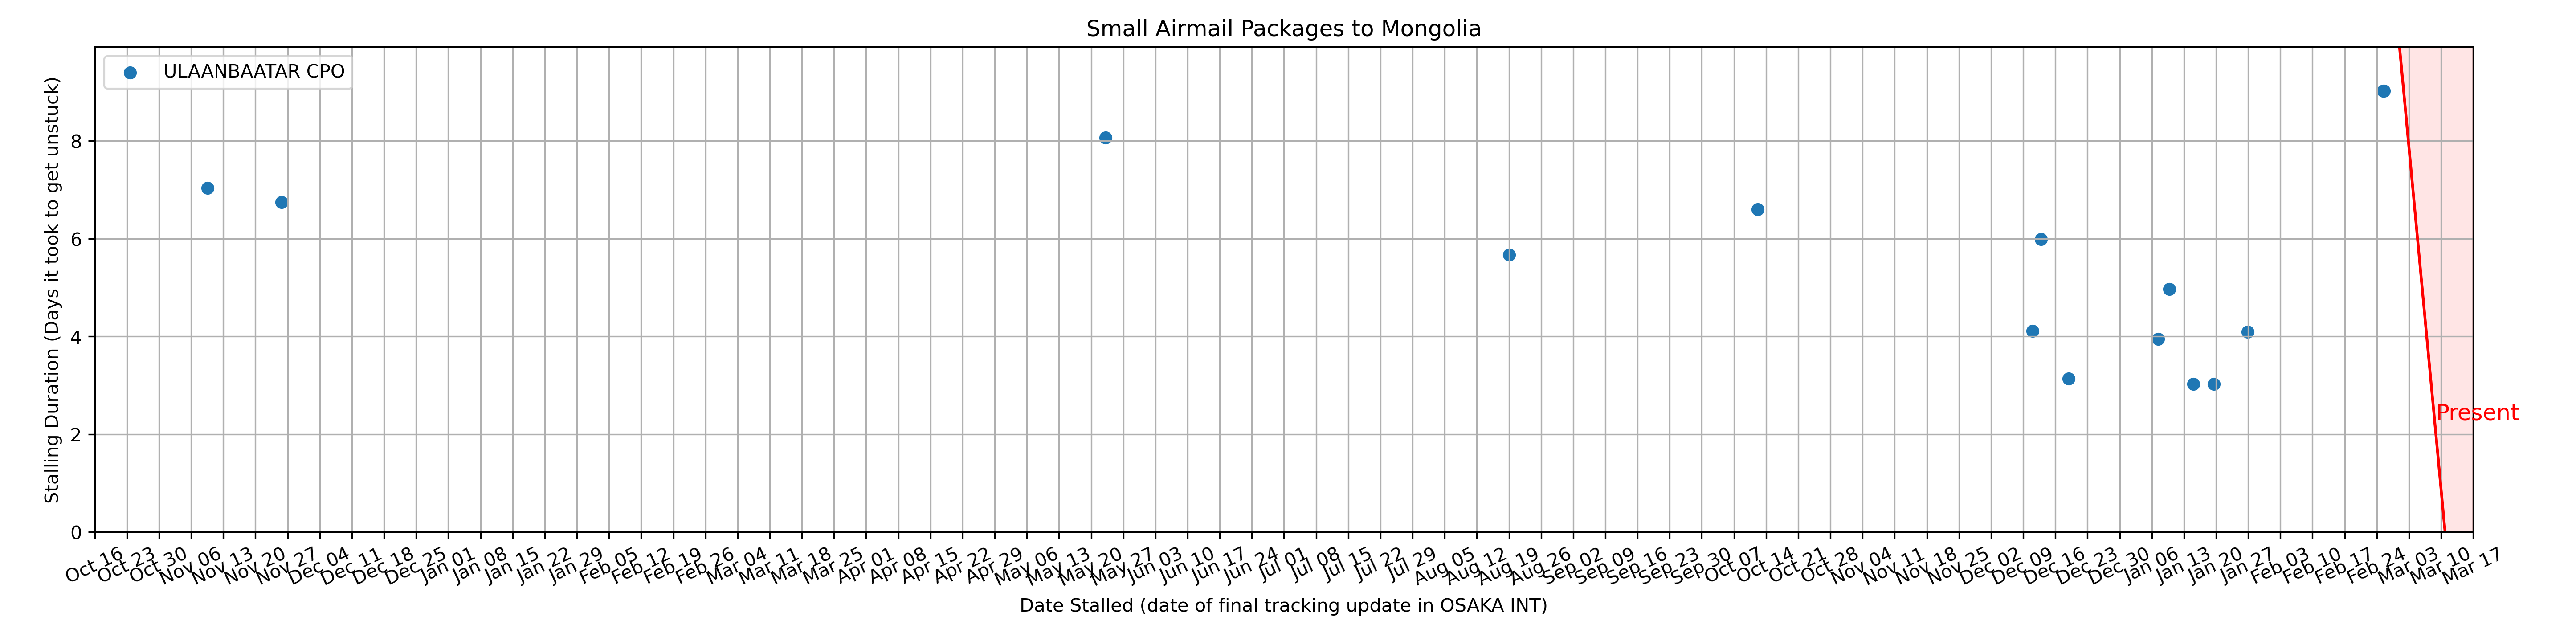 Small Airmail Packages to Mongolia
ULAANBAATAR CPO
Stalling Duration (Days it took to get unstuck)
8
6
4
2
0
Present
Oct 16 Oct 23 Oct 30 Nov 06 Nov 13 Nov 20 Nov 27 Dec 04 Dec 11 Dec 18 Dec 25 Jan 01 Jan 08 Jan 15 Jan 22 Jan 29 Feb 05 Feb 12 Feb 19 Feb 26 Mar 04 Mar 11 Mar 18 Mar 25 Apr 01 Apr 08 Apr 15 Apr 22 Apr 29 May 06 May 13 May 20 May 27 Jun 03 Jun 10 Jun 17 Jun 24 Jul 01 Jul 08 Jul 15 Jul 22 Jul 29 Aug 05 Aug 12 Aug 19 Aug 26 Sep 02 Sep 09 Sep 16 Sep 23 Sep 30 Oct 07 Oct 14 Oct 21 Oct 28 Nov 04 Nov 11 Nov 18 Nov 25 Dec 02 Dec 09 Dec 16 Dec 23 Dec 30 Jan 06 Jan 13 Jan 20 Jan 27 Feb 03 Feb 10 Feb 17 Feb 24 Mar 03 Mar 10 Mar 17
Date Stalled (date of final tracking update in OSAKA INT)